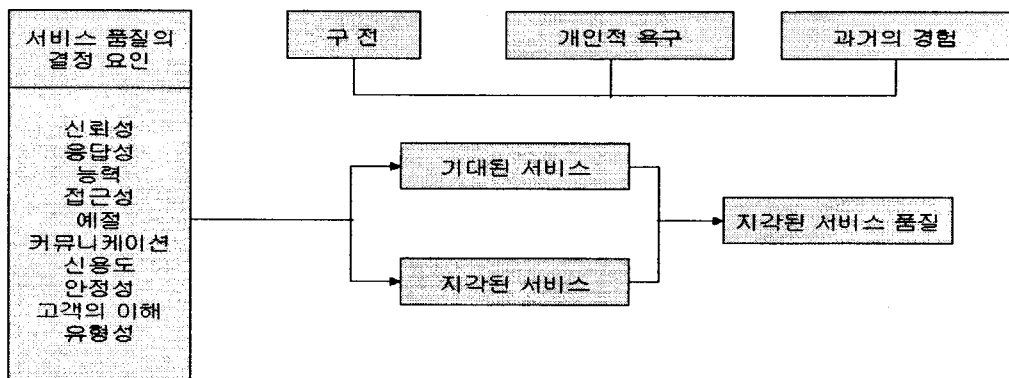 서비스 품질의
결정 요인
구 전
개인적 욕구
과거의 경험
신뢰성
응답성
능력
접근성
예절
커뮤니케이션
신용도
안정성
고객의 이해
유형성
기대된 서비스
지각된 서비스
지각된 서비스 품질